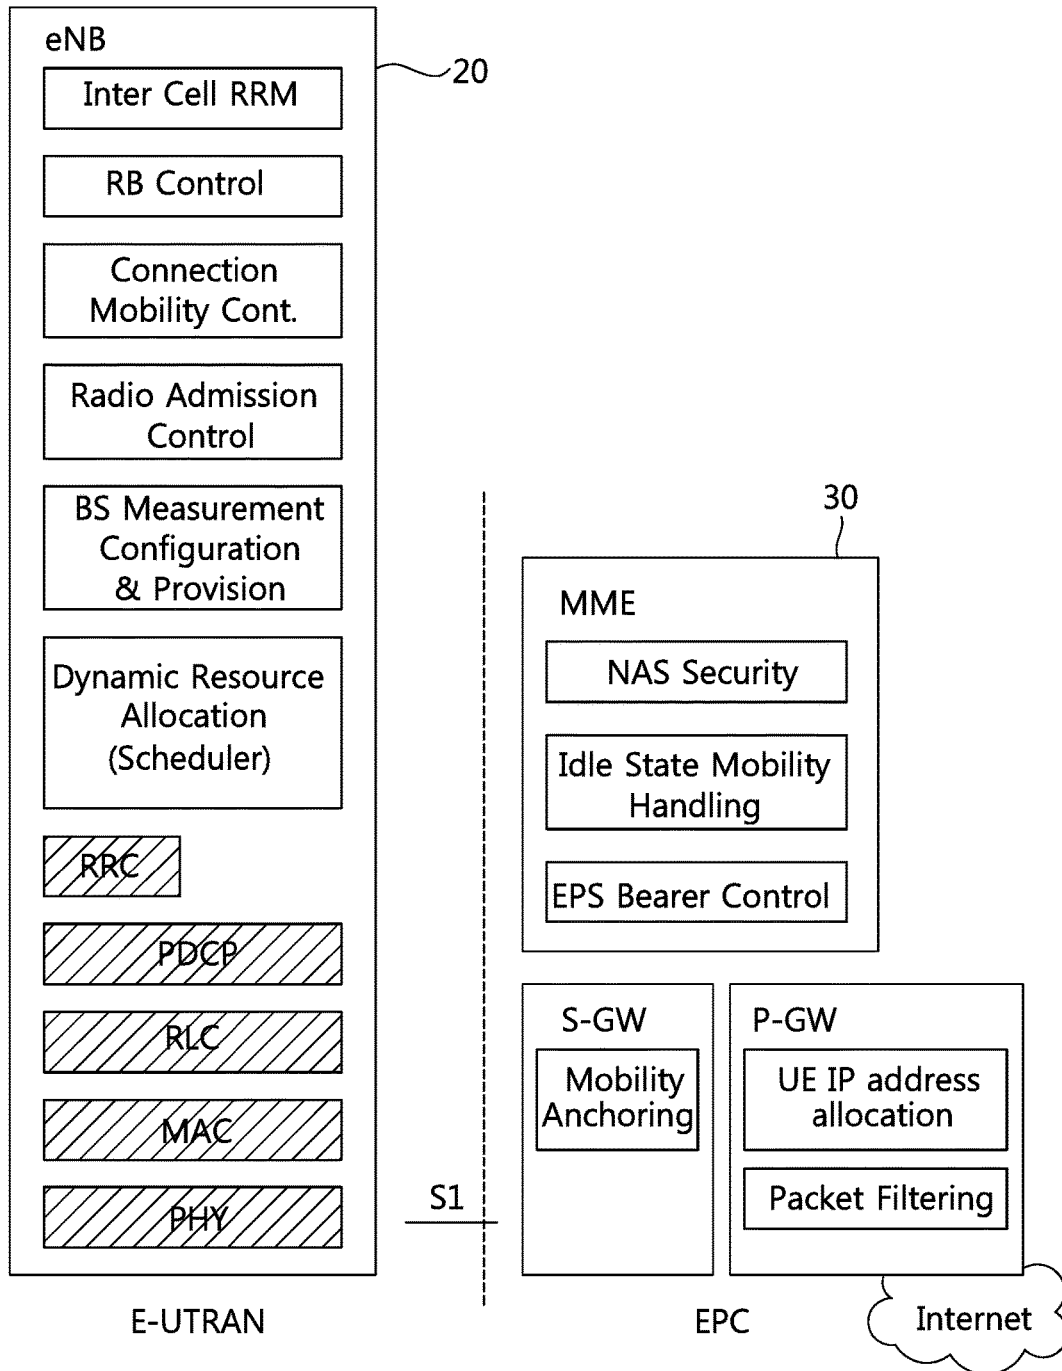 eNB
20
Inter Cell RRM
RB Control
Connection
Mobility Cont.
Radio Admission
Control
BS Measurement
Configuration
& Provision
Dynamic Resource
Allocation
(Scheduler)
RRC
PDCP
RLC
MAC
PHY
E-UTRAN
S1
30
MME
NAS Security
Idle State Mobility
Handling
EPS Bearer Control
S-GW
Mobility
Anchoring
P-GW
UE IP address
allocation
Packet Filtering
EPC
Internet